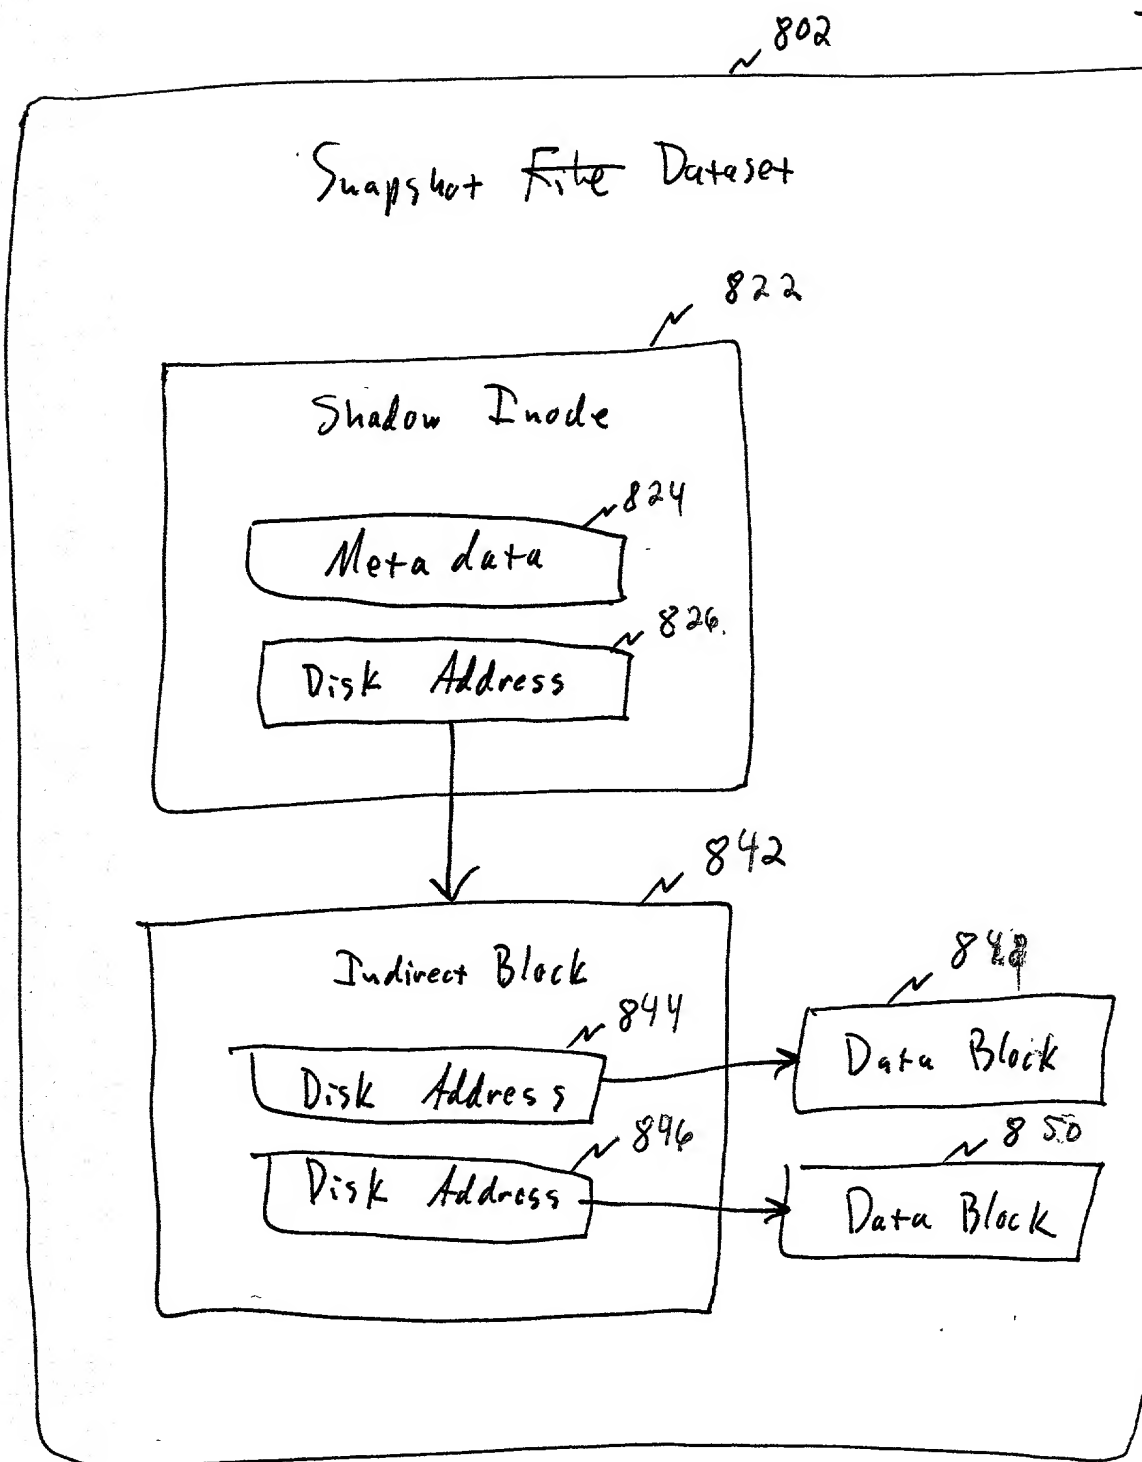 802
Snapshot File Dataset
822
Shadow Inode
824
Meta data
826
Disk Address
842
Indirect Block
844
Disk Address
Data Block
846
850
Disk Address
Data Block